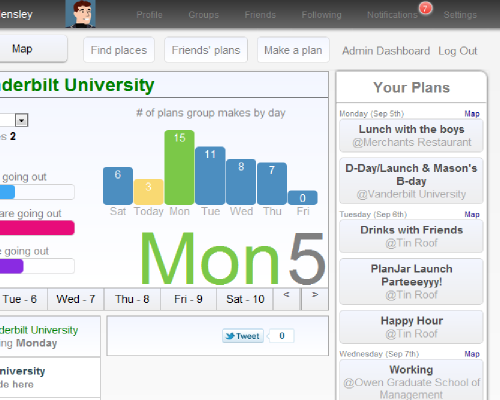 ensley
Profile Groups Friends Following Notifications 7 Settings
Map Find places Friends' plans Make a plan Admin Dashboard Log Out
nderbilt University
Your Plans
# of plans group makes by day
es 2
going out
are going out
e going out
6 3 15 11 8 7 0
Sat Today Mon Tue Wed Thu Fri
Mon5
Tue - 6 Wed - 7 Thu - 8 Fri - 9 Sat - 10 < >
derbilt University
ing Monday
niversity
de here
Tweet 0
Monday (Sep 5th) Map
Lunch with the boys
@Merchants Restaurant
D-Day/Launch & Mason's
B-day
@Vanderbilt University
Tuesday (Sep 6th) Map
Drinks with Friends
@Tin Roof
PlanJar Launch
Parteeeyyy!
@Tin Roof
Happy Hour
@Tin Roof
Wednesday (Sep 7th) Map
Working
@Owen Graduate School of
Management